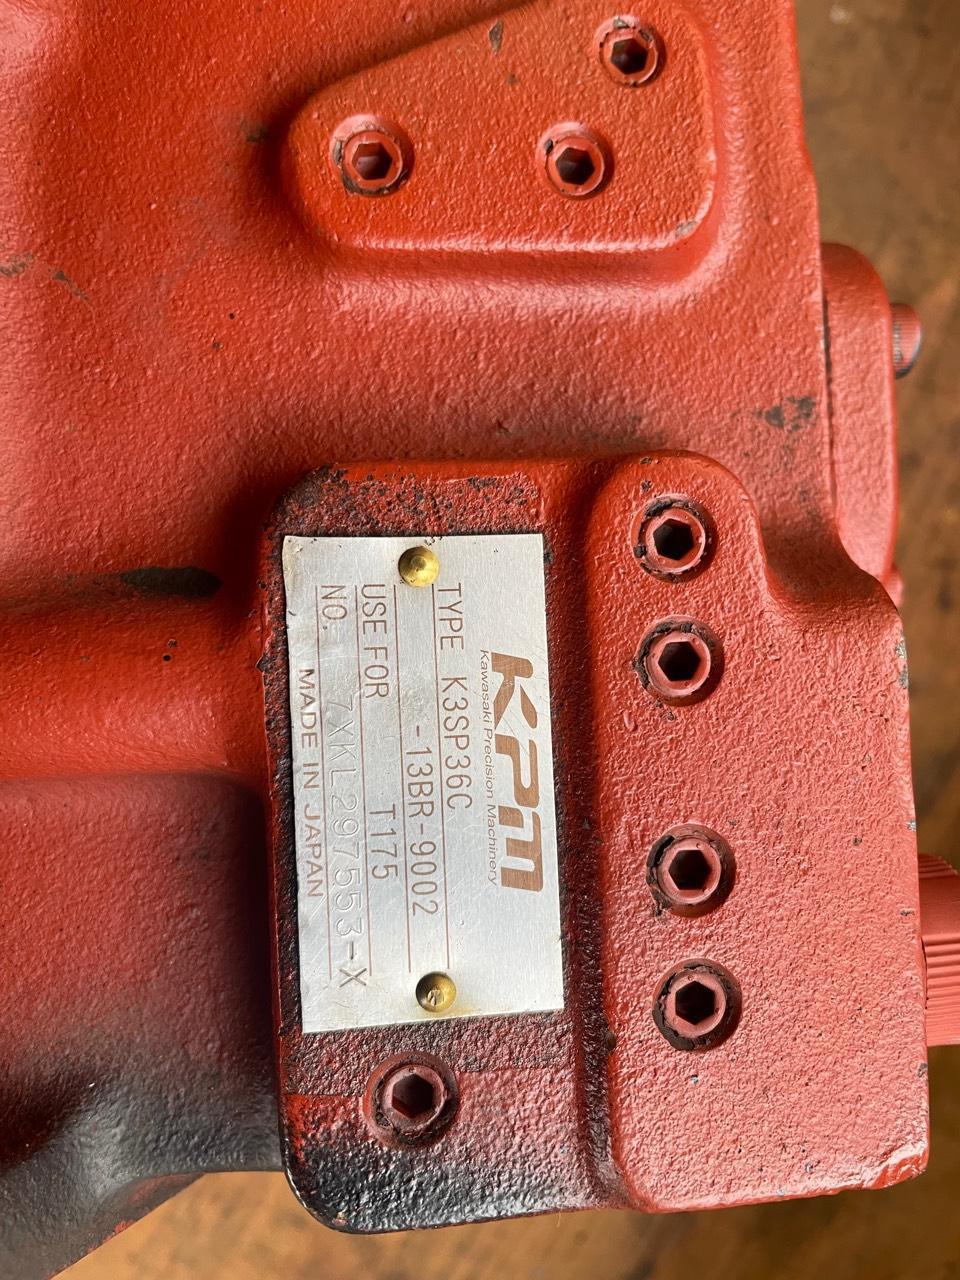 KPM
Kawasaki Precision Machinery
TYPE K3SP36C
-13BR-9002
USE FOR T175
NO. 7XKL297553-X
MADE IN JAPAN